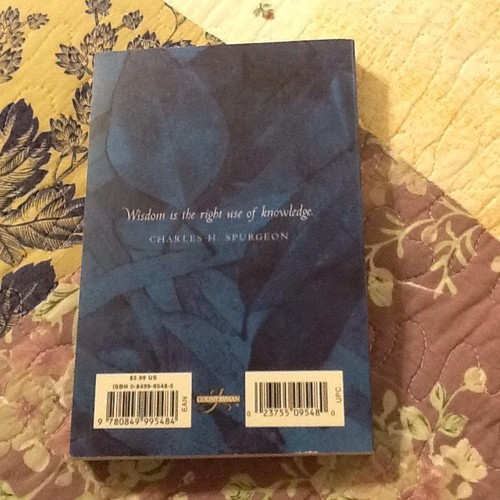 Wisdom is the right use of knowledge.
CHARLES H. SPURGEON
$5.99 US
ISBN 0-8499-9548-5
9 780849 995484
EAN
COUNTRYMAN
0 23755 09548 0
UPC